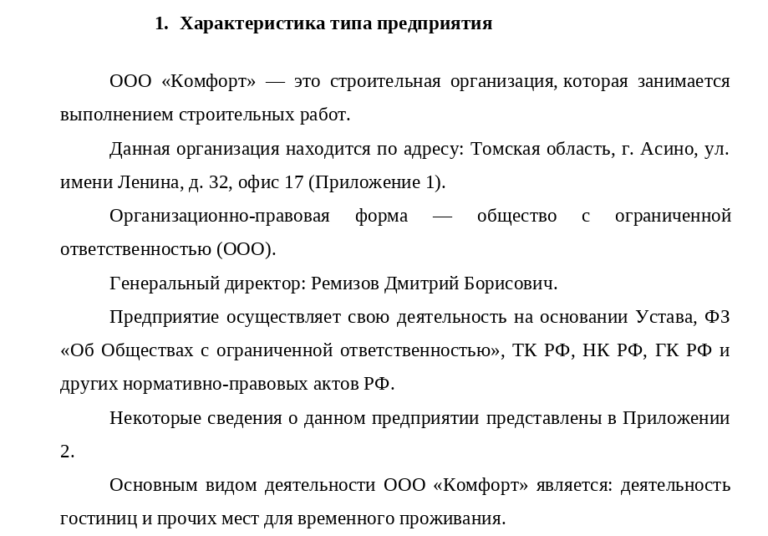 1. Характеристика типа предприятия
ООО «Комфорт» — это строительная организация, которая занимается
выполнением строительных работ.
Данная организация находится по адресу: Томская область, г. Асино, ул.
имени Ленина, д. 32, офис 17 (Приложение 1).
Организационно-правовая форма — общество с ограниченной
ответственностью (ООО).
Генеральный директор: Ремизов Дмитрий Борисович.
Предприятие осуществляет свою деятельность на основании Устава, ФЗ
«Об Обществах с ограниченной ответственностью», ТК РФ, НК РФ, ГК РФ и
других нормативно-правовых актов РФ.
Некоторые сведения о данном предприятии представлены в Приложении
2.
Основным видом деятельности ООО «Комфорт» является: деятельность
гостиниц и прочих мест для временного проживания.